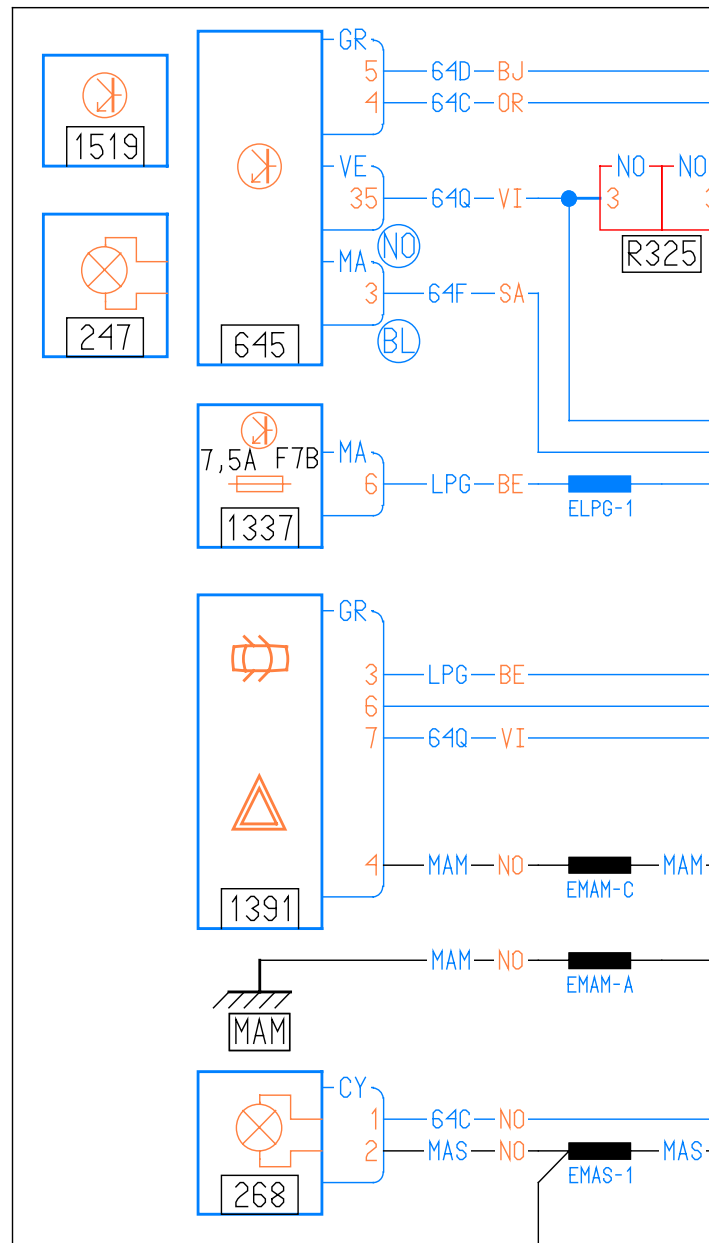 GR
5 64D BJ
4 64C OR
1519
VE NO NO
35 64Q VI 3
NO
R325
MA
3 64F SA
247
645
BL
7,5A F7B MA
6 LPG BE
ELPG-1
1337
GR
3 LPG BE
6
7 64Q VI
4 MAM NO MAM
EMAM-C
1391
MAM NO
EMAM-A
MAM
CY
1 64C NO
2 MAS NO MAS
EMAS-1
268